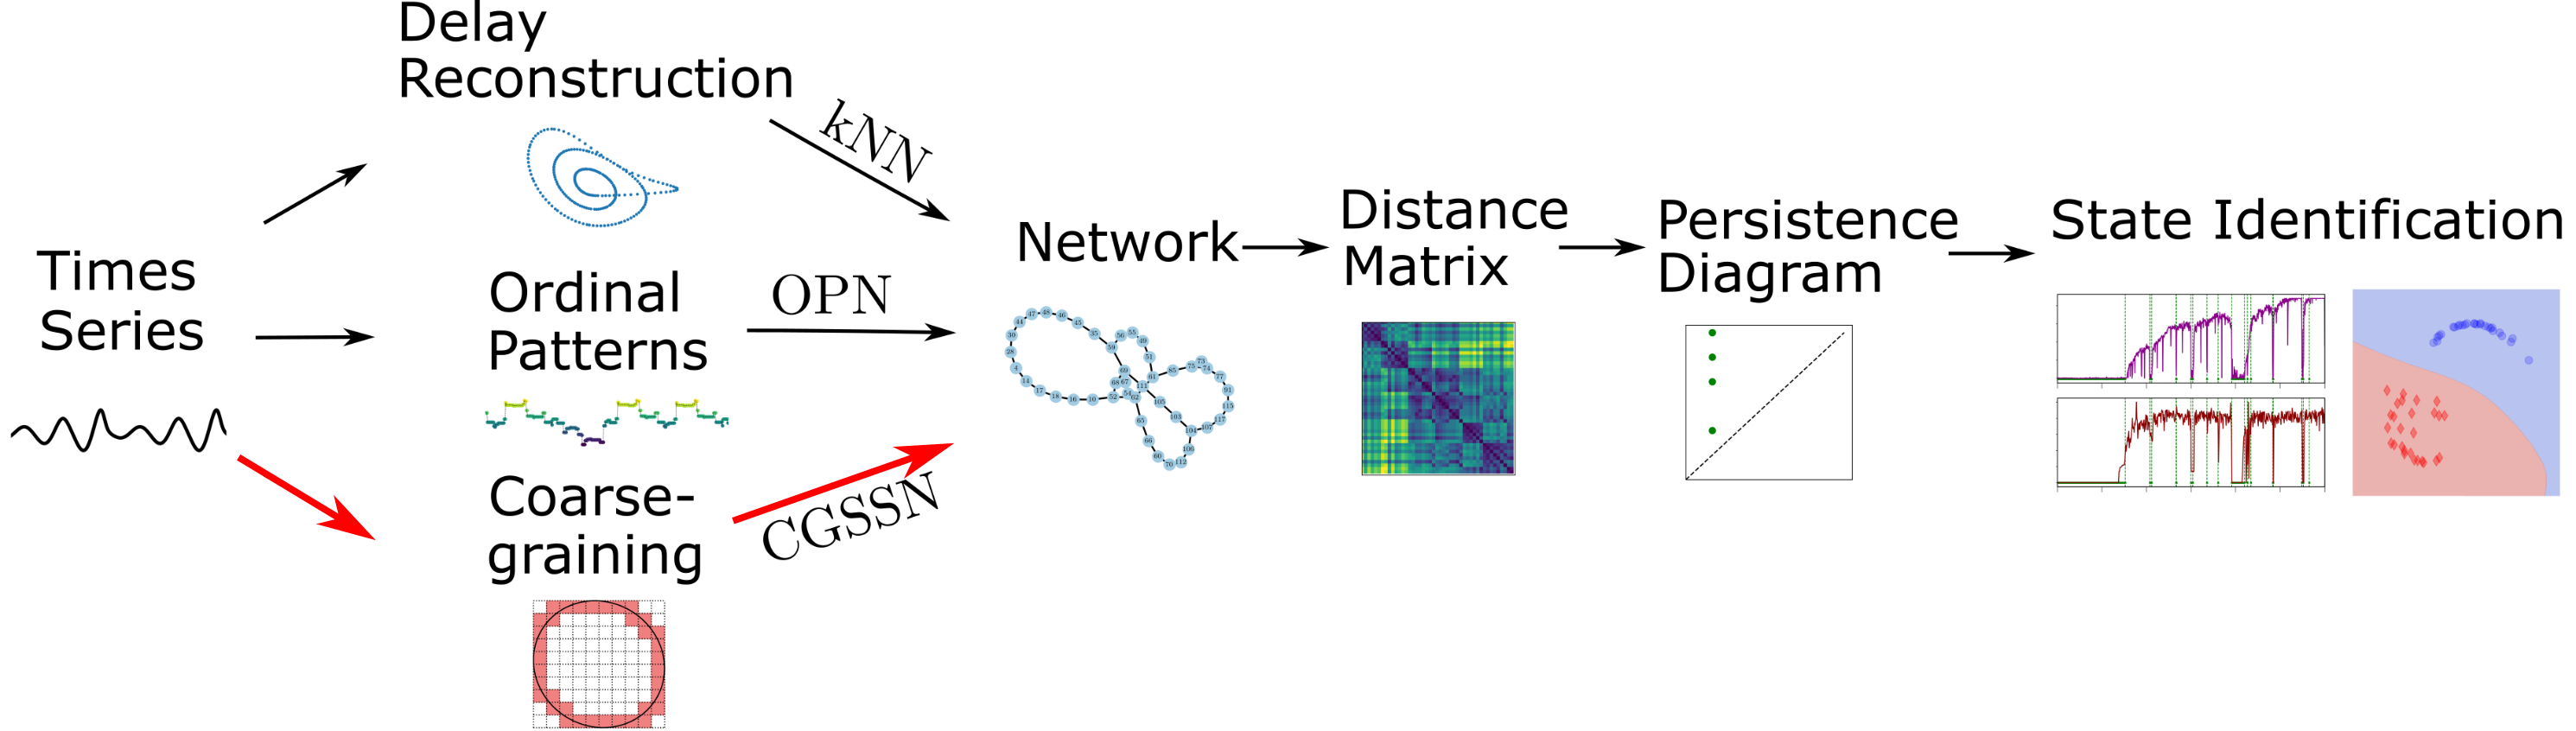 Delay
Reconstruction
kNN
Times
Series
Ordinal
Patterns
OPN
Coarse-
graining
CGSSN
Network
Distance
Matrix
Persistence
Diagram
State Identification